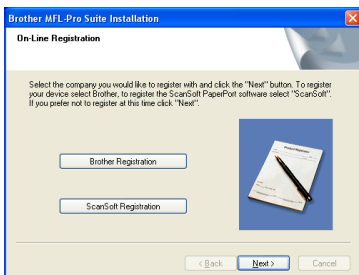 Brother MFL-Pro Suite Installation
On-Line Registration
Select the company you would like to register with and click the "Next" button. To register
your device select Brother, to register the ScanSoft PaperPort software select "ScanSoft".
If you prefer not to register at this time click "Next".
Brother Registration
ScanSoft Registration
< Back
Next >
Cancel